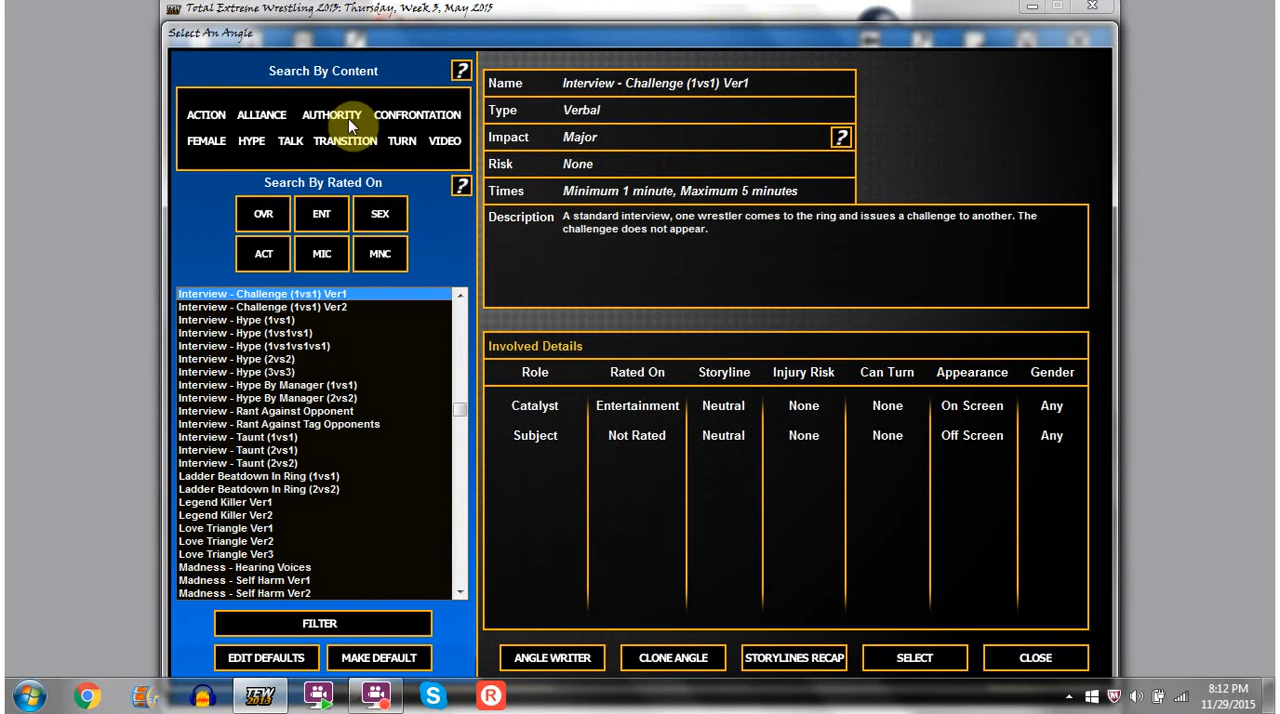 Total Extreme Wrestling 2013: Thursday, Week 3, May 2015
Select An Angle
Search By Content ?
ACTION ALLIANCE AUTHORITY CONFRONTATION
FEMALE HYPE TALK TRANSITION TURN VIDEO
Search By Rated On ?
OVR ENT SEX
ACT MIC MNC
Interview - Challenge (1vs1) Ver1
Interview - Challenge (1vs1) Ver2
Interview - Hype (1vs1)
Interview - Hype (1vs1vs1)
Interview - Hype (1vs1vs1vs1)
Interview - Hype (2vs2)
Interview - Hype (3vs3)
Interview - Hype By Manager (1vs1)
Interview - Hype By Manager (2vs2)
Interview - Rant Against Opponent
Interview - Rant Against Tag Opponents
Interview - Taunt (1vs1)
Interview - Taunt (2vs1)
Interview - Taunt (2vs2)
Ladder Beatdown In Ring (1vs1)
Ladder Beatdown In Ring (2vs2)
Legend Killer Ver1
Legend Killer Ver2
Love Triangle Ver1
Love Triangle Ver2
Love Triangle Ver3
Madness - Hearing Voices
Madness - Self Harm Ver1
Madness - Self Harm Ver2
FILTER
EDIT DEFAULTS MAKE DEFAULT
Name Interview - Challenge (1vs1) Ver1
Type Verbal
Impact Major ?
Risk None
Times Minimum 1 minute, Maximum 5 minutes
Description A standard interview, one wrestler comes to the ring and issues a challenge to another. The
challengee does not appear.
Involved Details
Role Rated On Storyline Injury Risk Can Turn Appearance Gender
Catalyst Entertainment Neutral None None On Screen Any
Subject Not Rated Neutral None None Off Screen Any
ANGLE WRITER CLONE ANGLE STORYLINES RECAP SELECT CLOSE
TEW
2013
S
R
M
8:12 PM
11/29/2015